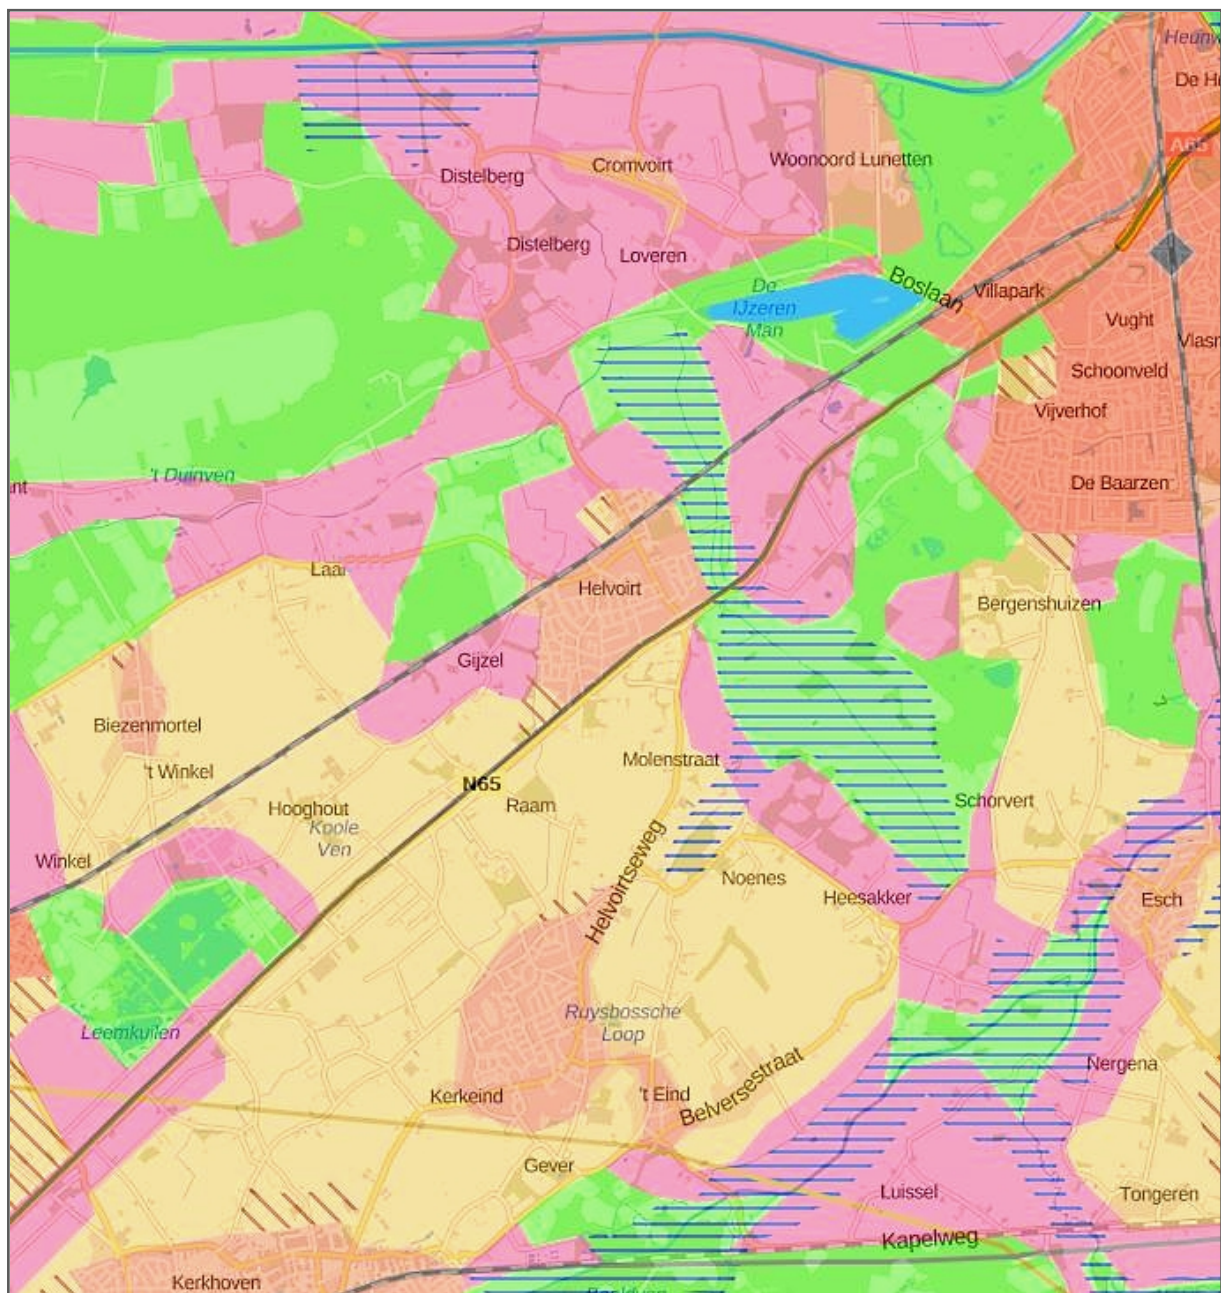 De
A65
Cromvoirt
Woonoord Lunetten
Distelberg
Distelberg
Loveren
De
IJzeren
Man
Boslaan
Villapark
Vught
Schoonveld
Vijverhof
't Duinven
De Baarzen
Laar
Helvoirt
Bergenshuizen
Gijzel
Biezenmortel
't Winkel
Molenstraat
N65
Raam
Hooghout
Koole
Ven
Schorvert
Winkel
Helvoirtseweg
Noenes
Heesakker
Esch
Ruysbossche
Loop
Leemkuilen
Nergena
Kerkeind
't Eind
Belversestraat
Gever
Luissel
Tongeren
Kapelweg
Kerkhoven